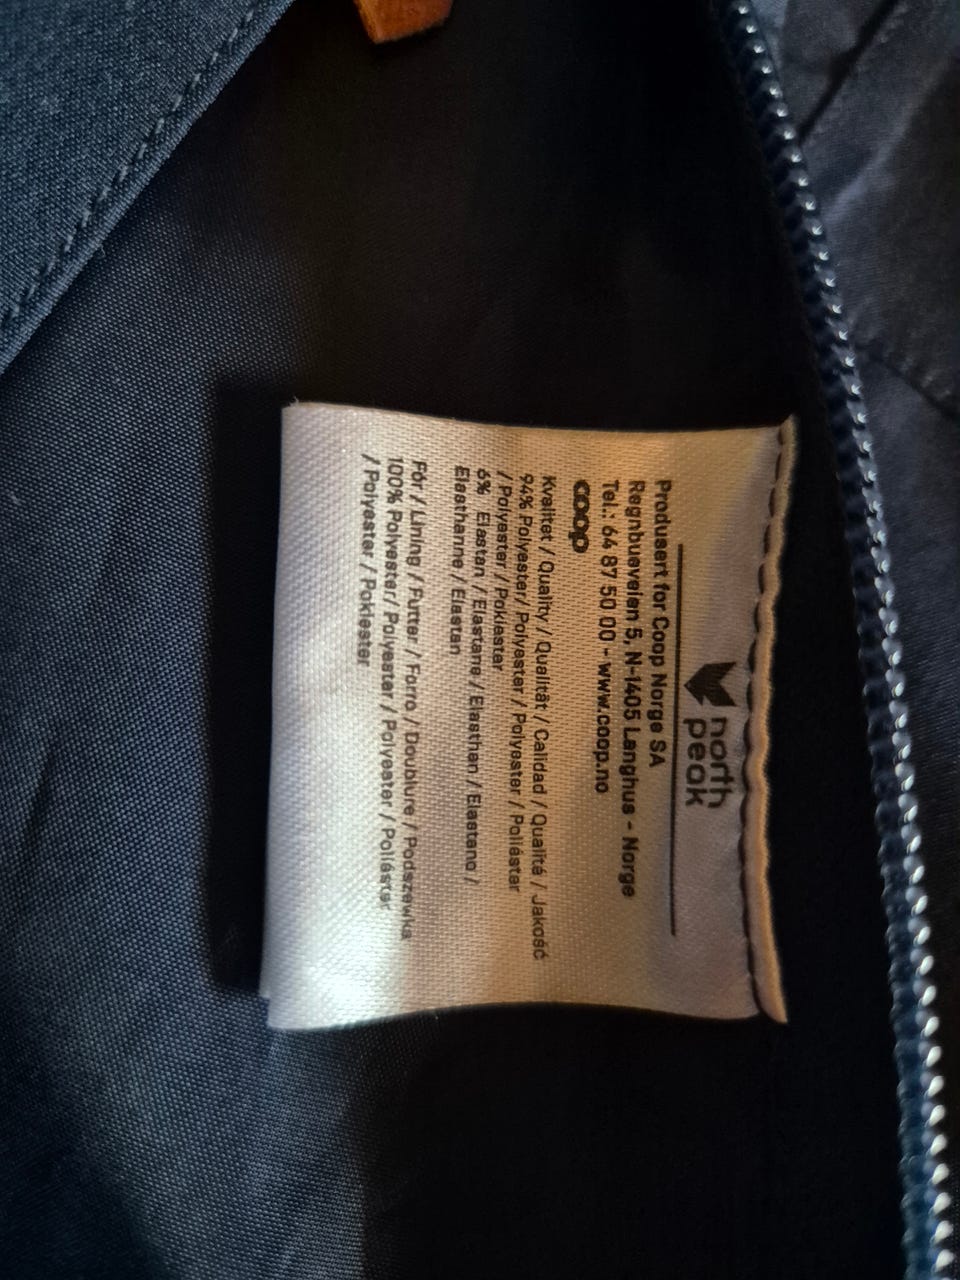 north
peak
Produsert for Coop Norge SA
Regnbueveien 5, N-1405 Langhus - Norge
Tel.: 64 87 50 00 - www.coop.no
coop
Kvalitet / Quality / Qualität / Calidad / Qualité / Jakość
94% Polyester/ Polyester / Polyester / Poliéster
/ Polyester / Poliester
6% Elastan / Elastane / Elasthan / Elastano /
Elasthanne / Elastan
Fôr / Lining / Futter / Forro / Doublure / Podszewka
100% Polyester/ Polyester / Polyester / Poliéster
/ Polyester / Poliester